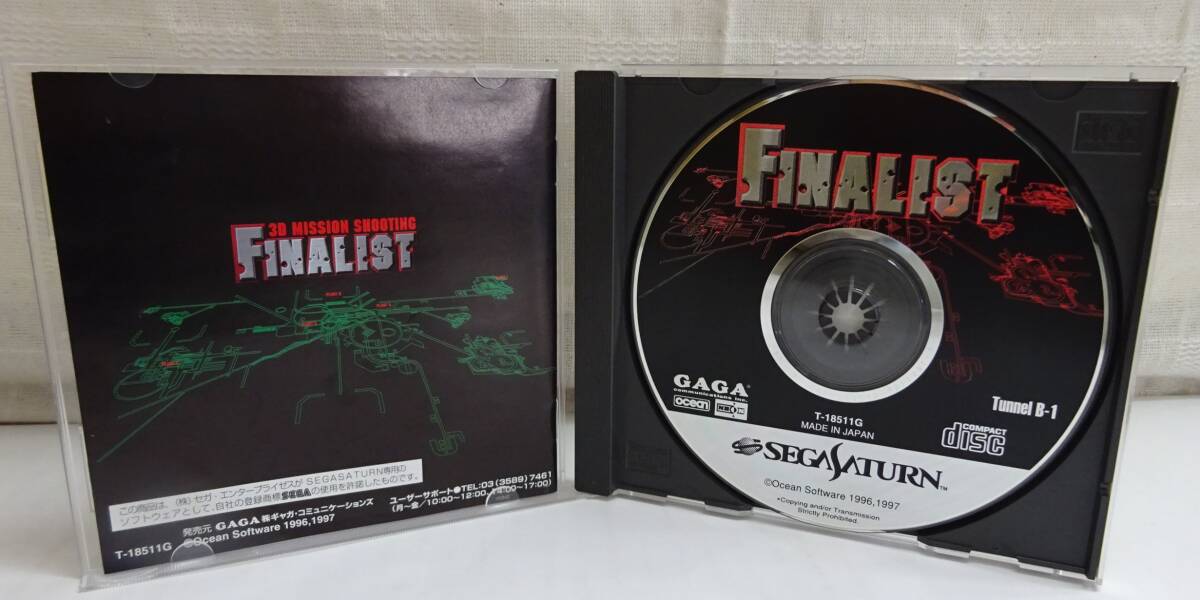 3D MISSION SHOOTING
FINALIST
この商品は、(株)セガ・エンタープライゼスが SEGASATURN専用の
ソフトウェアとして、自社の登録商標SEGAの使用を許諾したものです。
発売元 GAGA 株ギャガ・コミュニケーションズ
ユーザーサポート●TEL:03 (3589) 7461
(月〜金/10:00〜12:00、14:00〜17:00)
T-18511G ©Ocean Software 1996,1997
FINALIST
GAGA
communications inc.
ocean
T-18511G
MADE IN JAPAN
Tunnel B-1
COMPACT
disc
SEGASATURN™
©Ocean Software 1996,1997
•Copying and/or Transmission
Strictly Prohibited.